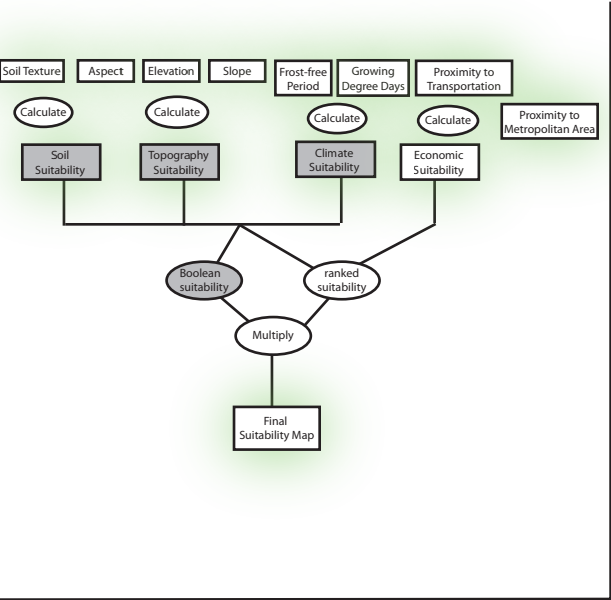 Soil Texture
Aspect
Elevation
Slope
Frost-free
Period
Growing
Degree Days
Proximity to
Transportation
Proximity to
Metropolitan Area
Calculate
Calculate
Calculate
Calculate
Soil
Suitability
Topography
Suitability
Climate
Suitability
Economic
Suitability
Boolean
suitability
ranked
suitability
Multiply
Final
Suitability Map